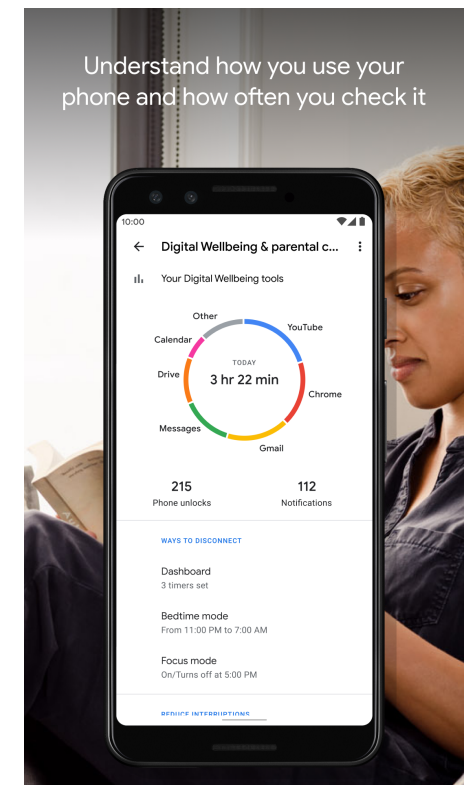 Understand how you use your
phone and how often you check it
10:00
Digital Wellbeing & parental c...
Your Digital Wellbeing tools
Other
YouTube
Calendar
TODAY
Drive
3 hr 22 min
Chrome
Messages
Gmail
215
112
Phone unlocks
Notifications
WAYS TO DISCONNECT
Dashboard
3 timers set
Bedtime mode
From 11:00 PM to 7:00 AM
Focus mode
On/Turns off at 5:00 PM
REDUCE INTERRUPTIONS